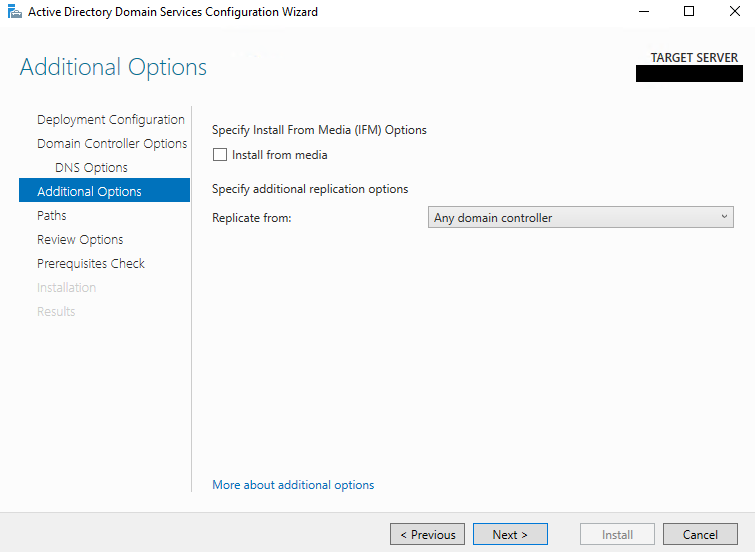 Active Directory Domain Services Configuration Wizard
Additional Options
TARGET SERVER
Deployment Configuration
Domain Controller Options
DNS Options
Additional Options
Paths
Review Options
Prerequisites Check
Installation
Results
Specify Install From Media (IFM) Options
Install from media
Specify additional replication options
Replicate from: Any domain controller
More about additional options
< Previous Next > Install Cancel